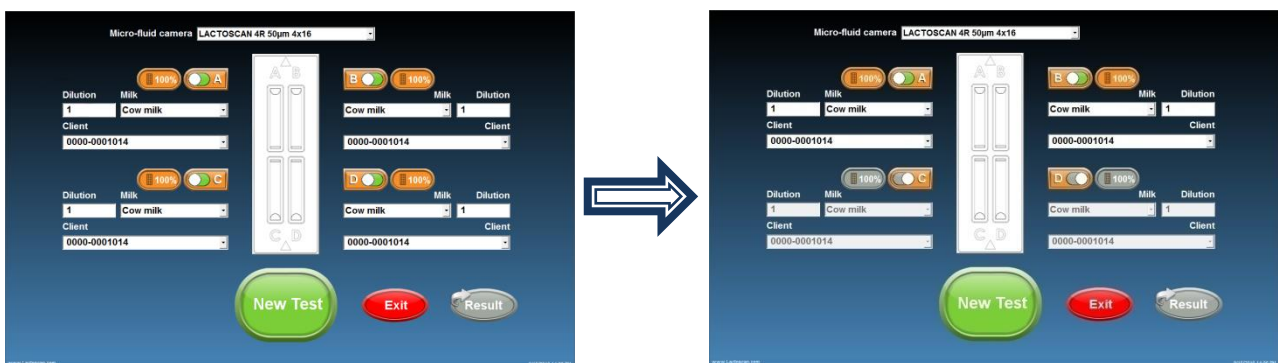 Micro-fluid camera LACTOSCAN 4R 50µm 4x16
100% A
A B
B 100%
Dilution Milk
1 Cow milk
Client
0000-0001014
Milk Dilution
Cow milk 1
Client
0000-0001014
100% C
D 100%
Dilution Milk
1 Cow milk
Client
0000-0001014
C D
Milk Dilution
Cow milk 1
Client
0000-0001014
New Test Exit Result
Micro-fluid camera LACTOSCAN 4R 50µm 4x16
100% A
A B
B 100%
Dilution Milk
1 Cow milk
Client
0000-0001014
Milk Dilution
Cow milk 1
Client
0000-0001014
100% C
D 100%
Dilution Milk
1 Cow milk
Client
0000-0001014
C D
Milk Dilution
Cow milk 1
Client
0000-0001014
New Test Exit Result